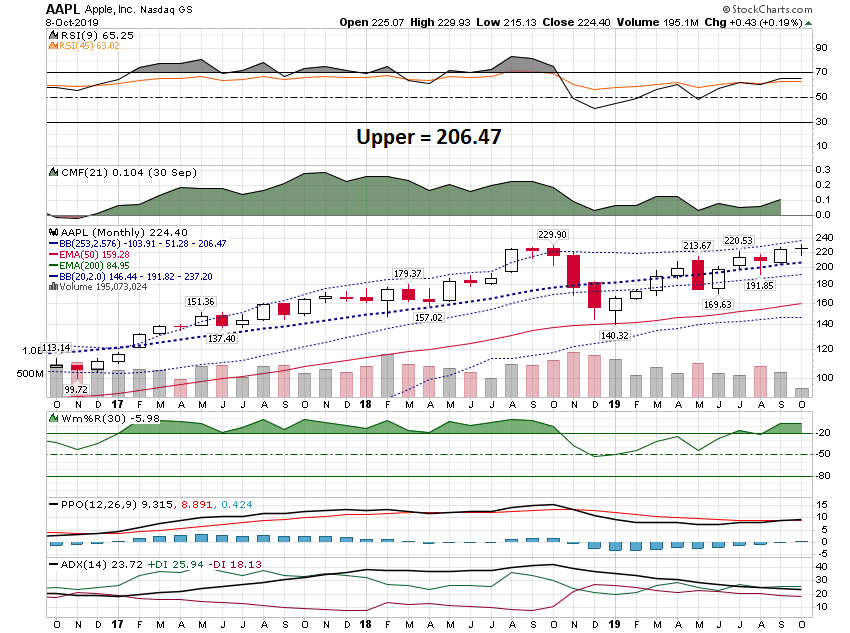 AAPL Apple, Inc. Nasdaq GS
© StockCharts.com
8-Oct-2019
Open 225.07 High 229.93 Low 215.13 Close 224.40 Volume 195.1M Chg +0.43 (+0.19%)
RSI(9) 65.25
RSI(45) 63.02
90
70
50
30
10
Upper = 206.47
CMF(21) 0.104 (30 Sep)
0.3
0.2
0.1
0.0
AAPL (Monthly) 224.40
BB(253,2.576) -103.91 - 51.28 - 206.47
EMA(50) 159.28
EMA(200) 84.95
BB(20,2.0) 146.44 - 191.82 - 237.20
Volume 195,073,024
240
220
200
180
160
140
120
100
229.90
213.67
220.53
179.37
191.85
151.36
157.02
169.63
137.40
140.32
113.14
99.72
500M
O N D 17 F M A M J J A S O N D 18 F M A M J J A S O N D 19 F M A M J J A S O
Wm%R(30) -5.98
-20
-50
-80
PPO(12,26,9) 9.315, 8.891, 0.424
15
10
5
0
-5
ADX(14) 23.72 +DI 25.94 -DI 18.13
40
30
20
10
O N D 17 F M A M J J A S O N D 18 F M A M J J A S O N D 19 F M A M J J A S O